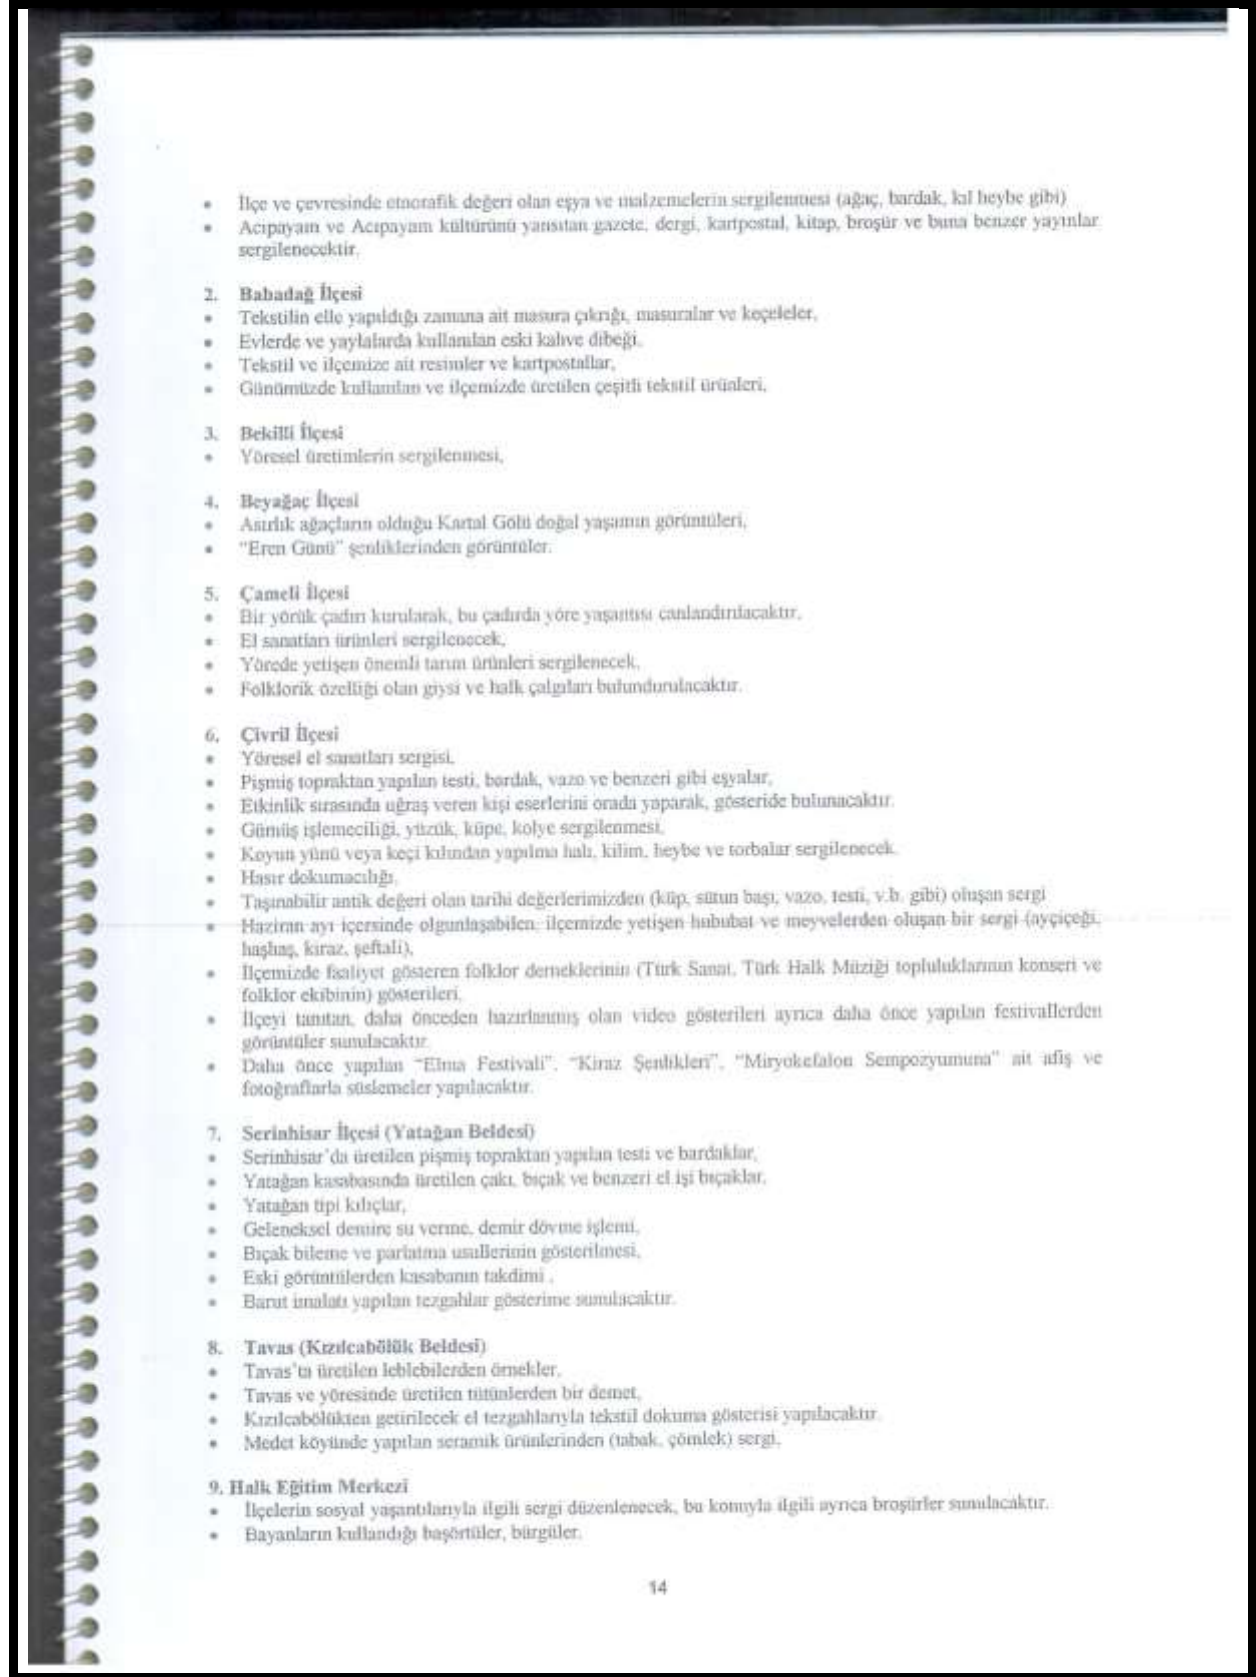 • İlçe ve çevresinde etnorafik değeri olan eşya ve malzemelerin sergilenmesi (ağaç, bardak, kıl heybe gibi)
• Acıpayam ve Acıpayam kültürünü yansıtan gazete, dergi, kartpostal, kitap, broşür ve buna benzer yayınlar
sergilenecektir.
2. Babadağ İlçesi
• Tekstilin elle yapıldığı zamana ait masura çıkrığı, masuralar ve keçeleler,
• Evlerde ve yaylalarda kullanılan eski kahve dibeği,
• Tekstil ve ilçemize ait resimler ve kartpostallar,
• Günümüzde kullanılan ve ilçemizde üretilen çeşitli tekstil ürünleri,
3. Bekilli İlçesi
• Yöresel üretimlerin sergilenmesi,
4. Beyağaç İlçesi
• Asırlık ağaçların olduğu Kartal Gölü doğal yaşamın görüntüleri,
• “Eren Günü” şenliklerinden görüntüler.
5. Çameli İlçesi
• Bir yörük çadırı kurularak, bu çadırda yöre yaşantısı canlandırılacaktır,
• El sanatları ürünleri sergilenecek,
• Yörede yetişen önemli tarım ürünleri sergilenecek,
• Folklorik özelliği olan giysi ve halk çalgıları bulundurulacaktır.
6. Çivril İlçesi
• Yöresel el sanatları sergisi,
• Pişmiş topraktan yapılan testi, bardak, vazo ve benzeri gibi eşyalar,
• Etkinlik sırasında uğraş veren kişi eserlerini orada yaparak, gösteride bulunacaktır.
• Gümüş işlemeciliği, yüzük, küpe, kolye sergilenmesi,
• Koyun yünü veya keçi kılından yapılma halı, kilim, heybe ve torbalar sergilenecek.
• Hasır dokumacılığı,
• Taşınabilir antik değeri olan tarihi değerlerimizden (küp, sütun başı, vazo, testi, v.b. gibi) oluşan sergi
• Haziran ayı içersinde olgunlaşabilen, ilçemizde yetişen hububat ve meyvelerden oluşan bir sergi (ayçiçeği,
haşhaş, kiraz, şeftali),
• İlçemizde faaliyet gösteren folklor derneklerinin (Türk Sanat, Türk Halk Müziği topluluklarının konseri ve
folklor ekibinin) gösterileri,
• İlçeyi tanıtan, daha önceden hazırlanmış olan video gösterileri ayrıca daha önce yapılan festivallerden
görüntüler sunulacaktır.
• Daha önce yapılan “Elma Festivali”, “Kiraz Şenlikleri”, “Miryokefalon Sempozyumuna” ait afiş ve
fotoğraflarla süslemeler yapılacaktır.
7. Serinhisar İlçesi (Yatağan Beldesi)
• Serinhisar’da üretilen pişmiş topraktan yapılan testi ve bardaklar,
• Yatağan kasabasında üretilen çakı, bıçak ve benzeri el işi bıçaklar,
• Yatağan tipi kılıçlar,
• Geleneksel demire su verme, demir dövme işlemi,
• Bıçak bileme ve parlatma usullerinin gösterilmesi,
• Eski görüntülerden kasabanın takdimi ,
• Barut imalatı yapılan tezgahlar gösterime sunulacaktır.
8. Tavas (Kızılcabölük Beldesi)
• Tavas’ta üretilen leblebilerden örnekler,
• Tavas ve yöresinde üretilen tütünlerden bir demet,
• Kızılcabölükten getirilecek el tezgahlarıyla tekstil dokuma gösterisi yapılacaktır.
• Medet köyünde yapılan seramik ürünlerinden (tabak, çömlek) sergi,
9. Halk Eğitim Merkezi
• İlçelerin sosyal yaşantılarıyla ilgili sergi düzenlenecek, bu konuyla ilgili ayrıca broşürler sunulacaktır.
• Bayanların kullandığı başörtüler, bürgüler.
14